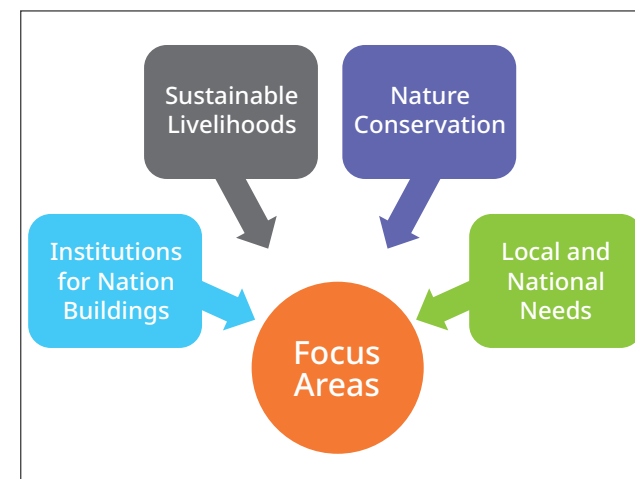 Sustainable
Livelihoods
Nature
Conservation
Institutions
for Nation
Buildings
Local and
National
Needs
Focus
Areas